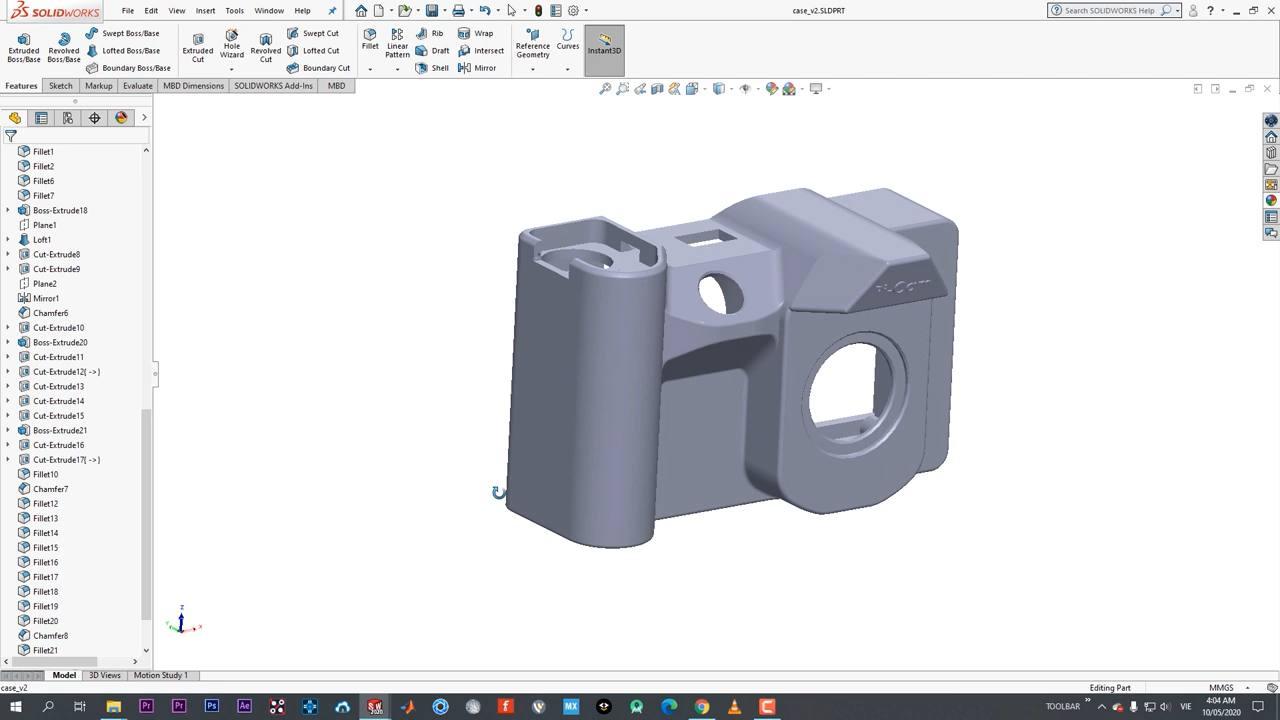 SOLIDWORKS
File Edit View Insert Tools Window Help
case_v2.SLDPRT
Search SOLIDWORKS Help
Extruded Boss/Base
Revolved Boss/Base
Swept Boss/Base
Lofted Boss/Base
Boundary Boss/Base
Extruded Cut
Hole Wizard
Revolved Cut
Swept Cut
Lofted Cut
Boundary Cut
Fillet
Linear Pattern
Rib
Draft
Shell
Wrap
Intersect
Mirror
Reference Geometry
Curves
Instant3D
Features Sketch Markup Evaluate MBD Dimensions SOLIDWORKS Add-Ins MBD
Fillet1
Fillet2
Fillet6
Fillet7
Boss-Extrude18
Plane1
Loft1
Cut-Extrude8
Cut-Extrude9
Plane2
Mirror1
Chamfer6
Cut-Extrude10
Boss-Extrude20
Cut-Extrude11
Cut-Extrude12{ -> }
Cut-Extrude13
Cut-Extrude14
Cut-Extrude15
Boss-Extrude21
Cut-Extrude16
Cut-Extrude17{ -> }
Fillet10
Chamfer7
Fillet12
Fillet13
Fillet14
Fillet15
Fillet16
Fillet17
Fillet18
Fillet19
Fillet20
Chamfer8
Fillet21
Z
X
Model 3D Views Motion Study 1
case_v2
Editing Part
MMGS
TOOLBAR
VIE
4:04 AM
10/05/2020